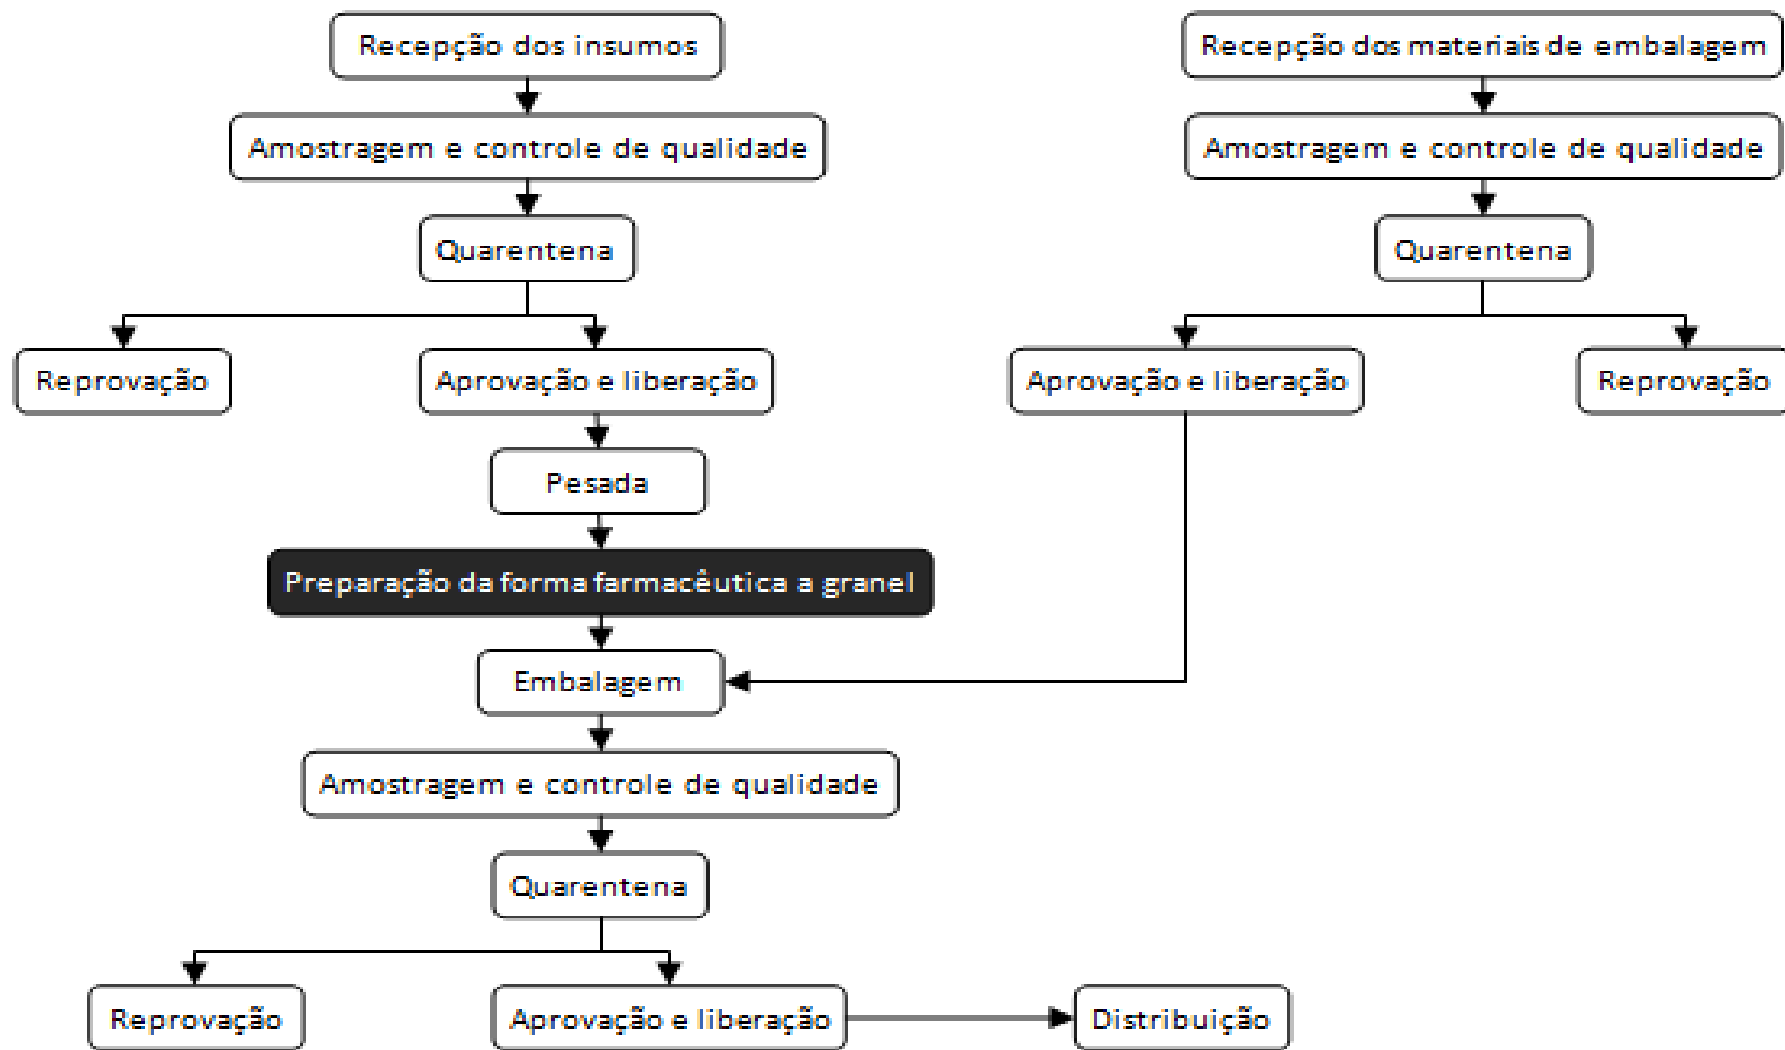 Recepção dos insumos
Recepção dos materiais de embalagem
Amostragem e controle de qualidade
Amostragem e controle de qualidade
Quarentena
Quarentena
Reprovação
Aprovação e liberação
Aprovação e liberação
Reprovação
Pesada
Preparação da forma farmacêutica a granel
Embalagem
Amostragem e controle de qualidade
Quarentena
Reprovação
Aprovação e liberação
Distribuição